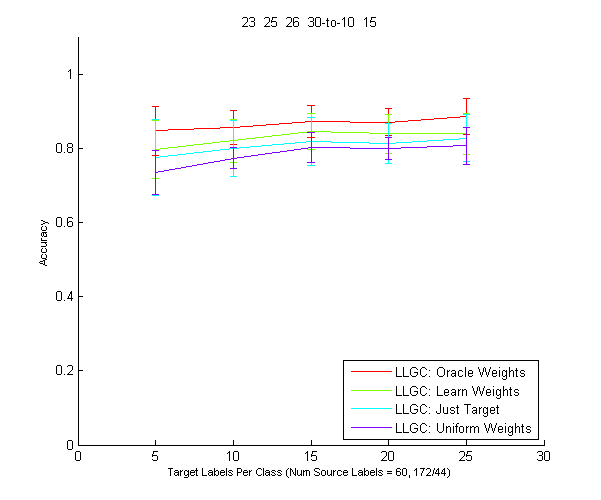 23 25 26 30-to-10 15
1
0.8
0.6
0.4
0.2
0
Accuracy
LLGC: Oracle Weights
LLGC: Learn Weights
LLGC: Just Target
LLGC: Uniform Weights
0 5 10 15 20 25 30
Target Labels Per Class (Num Source Labels = 60, 172/44)